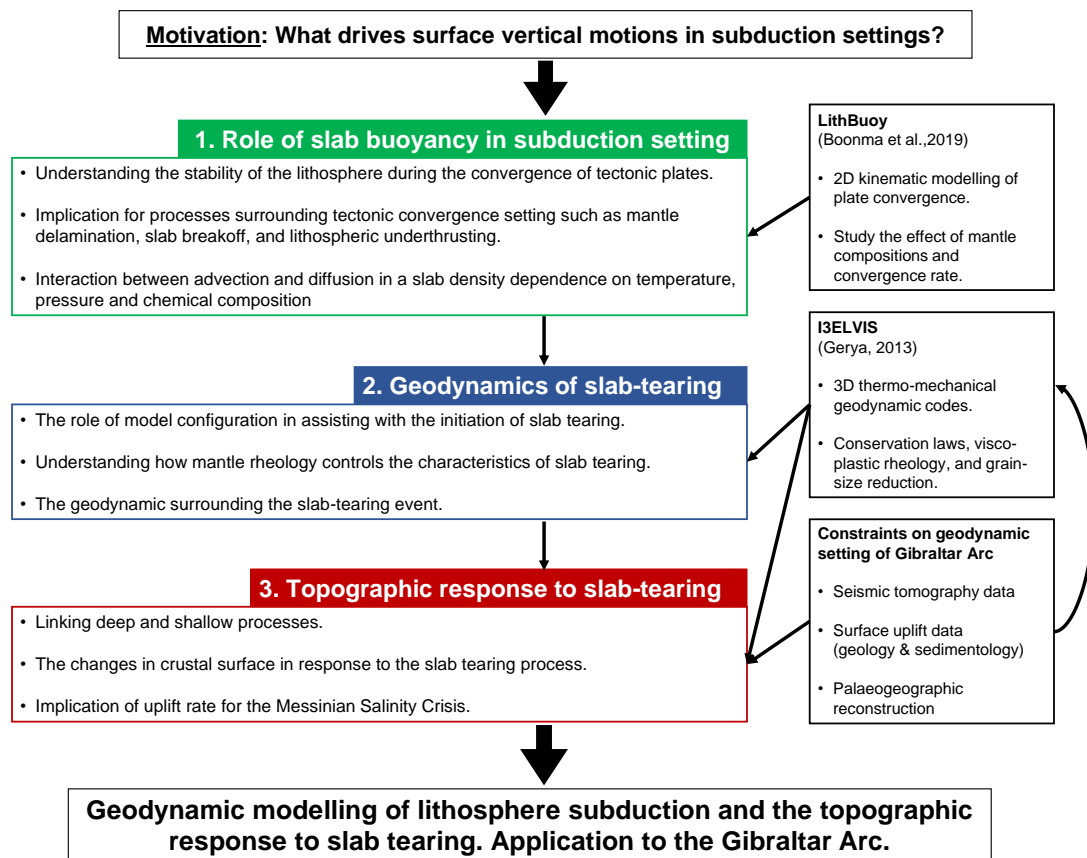 Motivation: What drives surface vertical motions in subduction settings?
1. Role of slab buoyancy in subduction setting
• Understanding the stability of the lithosphere during the convergence of tectonic plates.
• Implication for processes surrounding tectonic convergence setting such as mantle
delamination, slab breakoff, and lithospheric underthrusting.
• Interaction between advection and diffusion in a slab density dependence on temperature,
pressure and chemical composition
LithBuoy
(Boonma et al.,2019)
• 2D kinematic modelling of
plate convergence.
• Study the effect of mantle
compositions and
convergence rate.
2. Geodynamics of slab-tearing
• The role of model configuration in assisting with the initiation of slab tearing.
• Understanding how mantle rheology controls the characteristics of slab tearing.
• The geodynamic surrounding the slab-tearing event.
I3ELVIS
(Gerya, 2013)
• 3D thermo-mechanical
geodynamic codes.
• Conservation laws, visco-
plastic rheology, and grain-
size reduction.
3. Topographic response to slab-tearing
• Linking deep and shallow processes.
• The changes in crustal surface in response to the slab tearing process.
• Implication of uplift rate for the Messinian Salinity Crisis.
Constraints on geodynamic
setting of Gibraltar Arc
• Seismic tomography data
• Surface uplift data
(geology & sedimentology)
• Palaeogeographic
reconstruction
Geodynamic modelling of lithosphere subduction and the topographic
response to slab tearing. Application to the Gibraltar Arc.